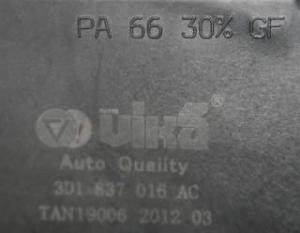 PA 66 30% GF
vika®
Auto Quality
3D1 837 016 AC
TAN19006 2012 03